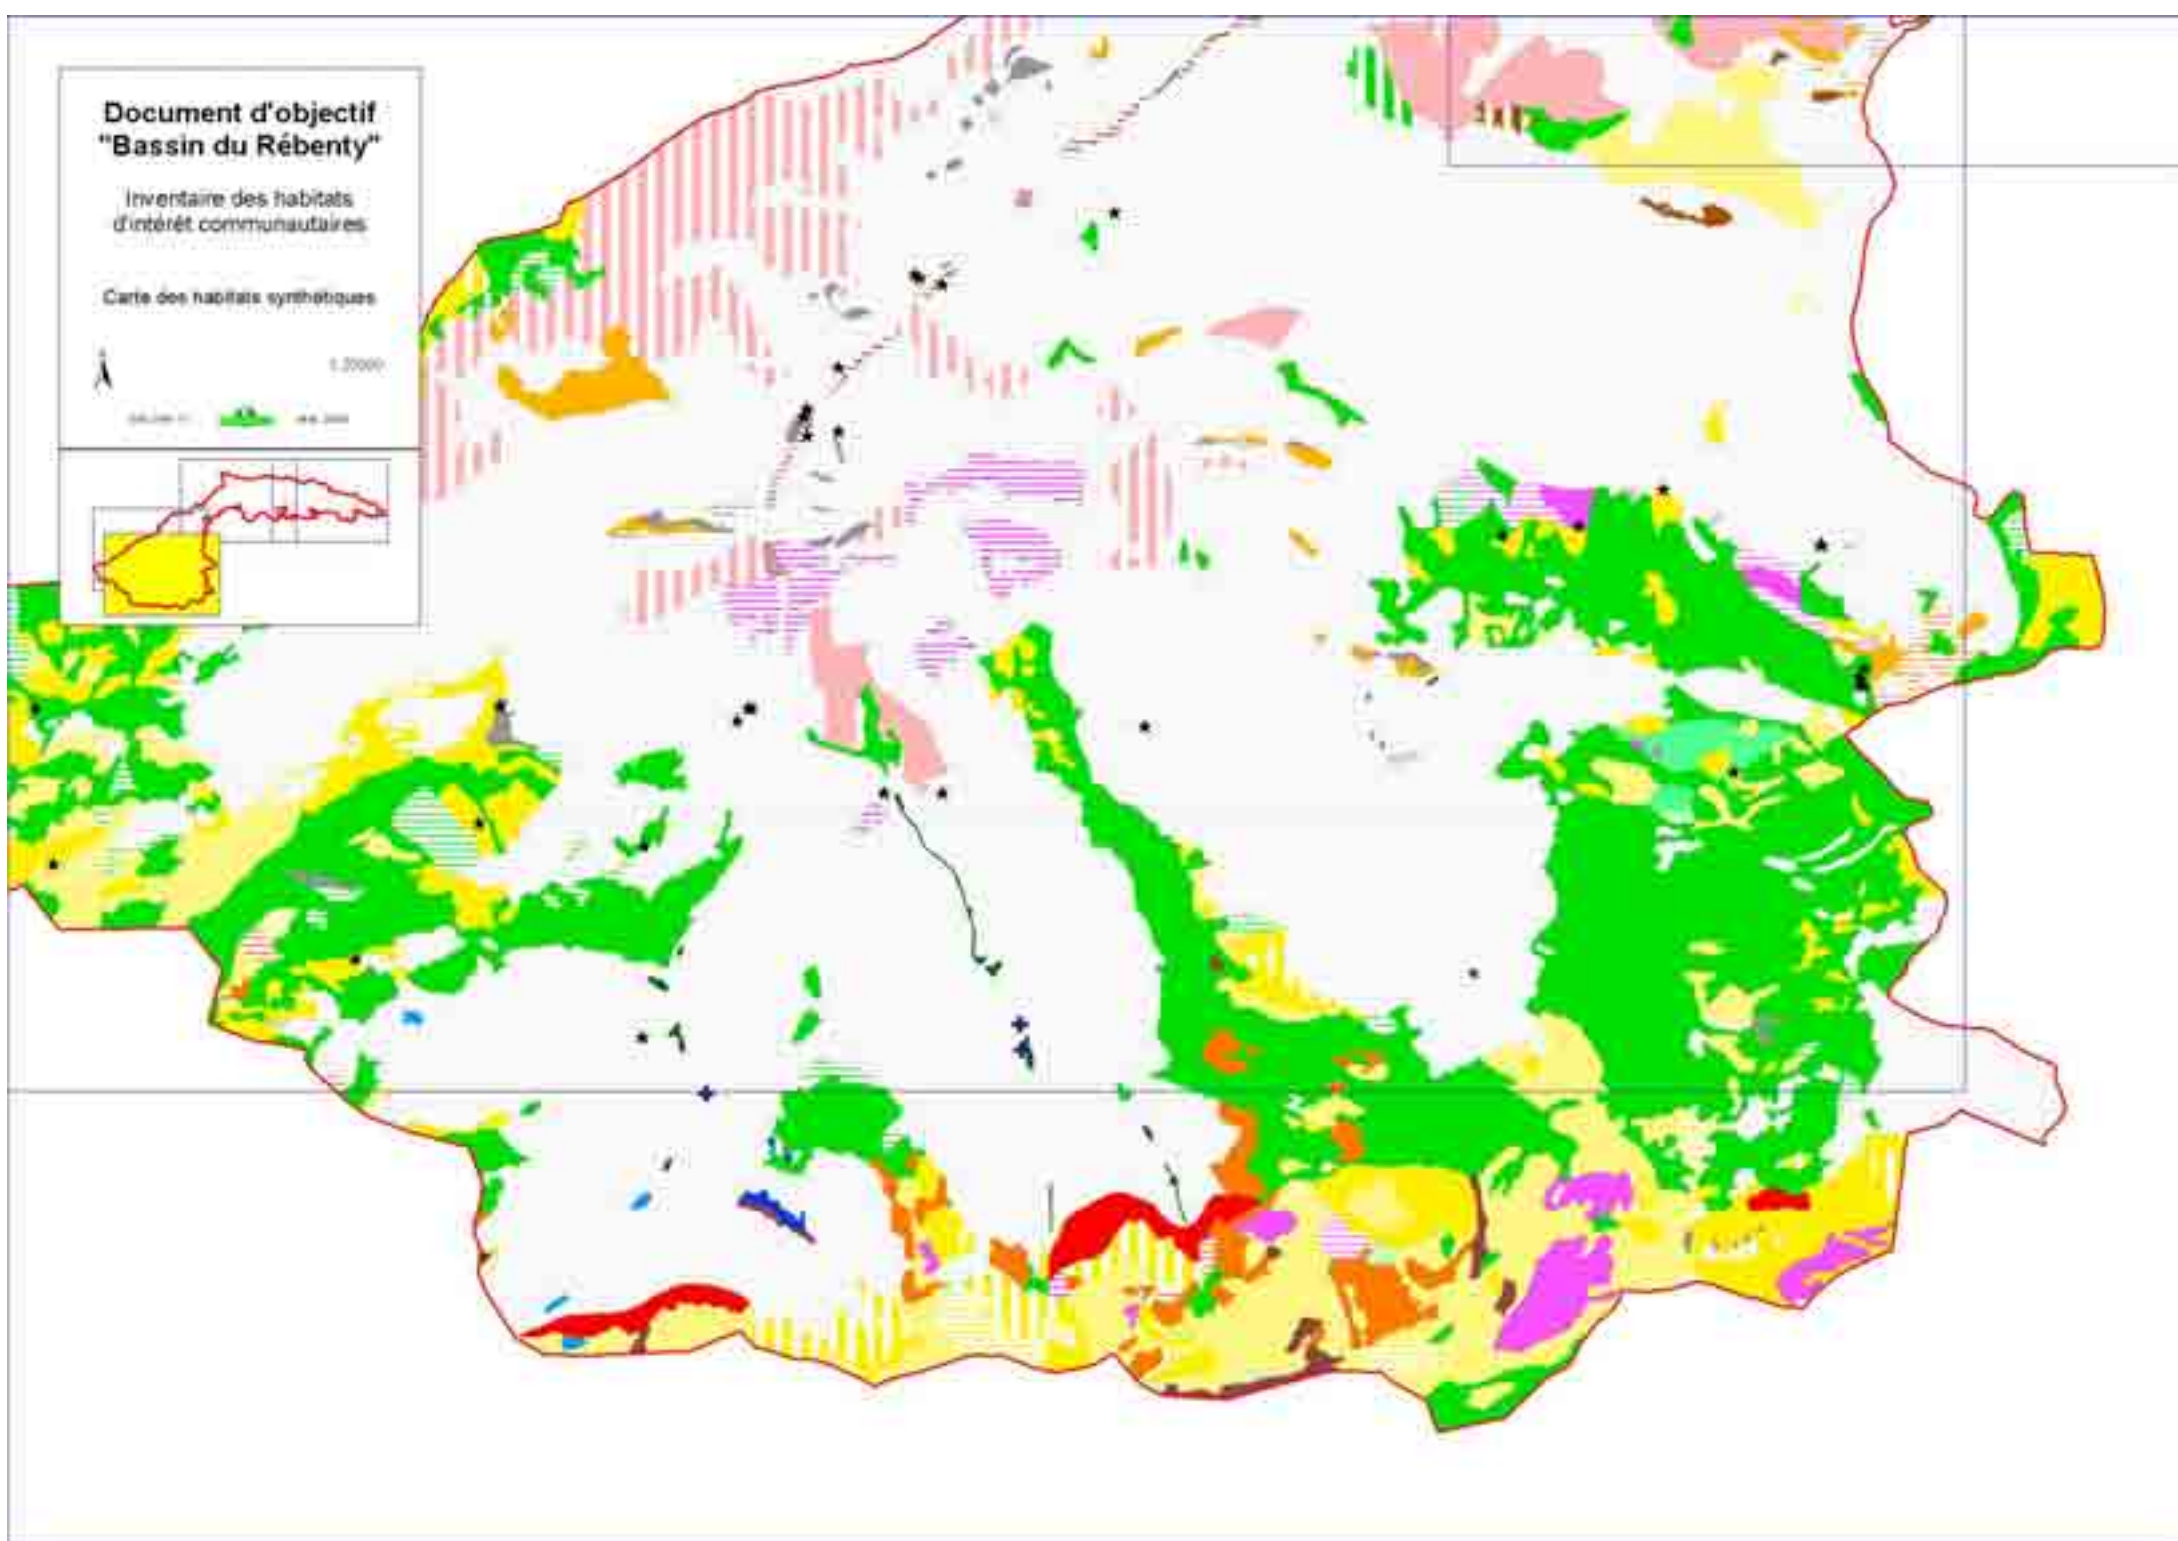 Document d'objectif
"Bassin du Rébenty"
Inventaire des habitats
d'intérêt communautaires
Carte des habitats synthétiques